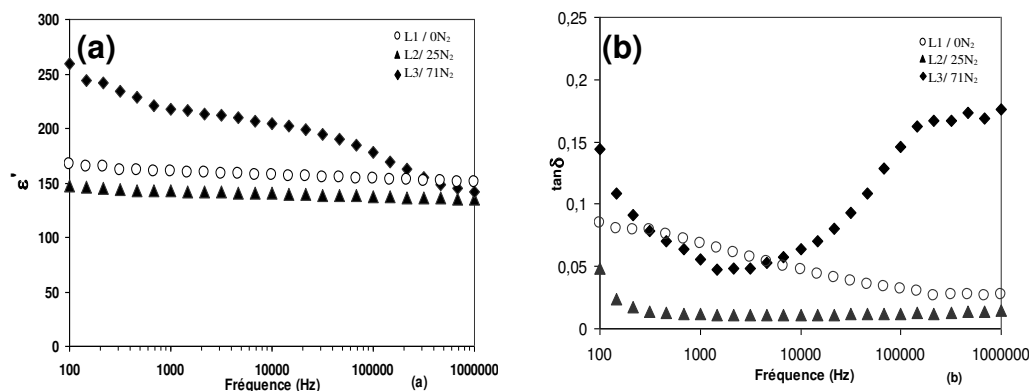 300
250
200
150
100
50
0
ε'
(a)
○ L1 / 0N₂
▲ L2/ 25N₂
◆ L3/ 71N₂
100 1000 10000 100000 1000000
Fréquence (Hz)
(a)
0,25
0,2
0,15
0,1
0,05
0
tanδ
(b)
○ L1 / 0N₂
▲ L2/ 25N₂
◆ L3/ 71N₂
100 1000 10000 100000 1000000
Fréquence (Hz)
(b)